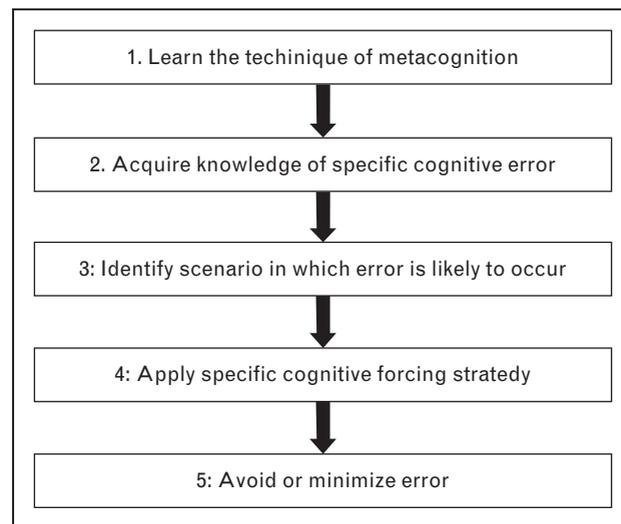 1. Learn the techinique of metacognition
2. Acquire knowledge of specific cognitive error
3: Identify scenario in which error is likely to occur
4: Apply specific cognitive forcing stratedy
5: Avoid or minimize error